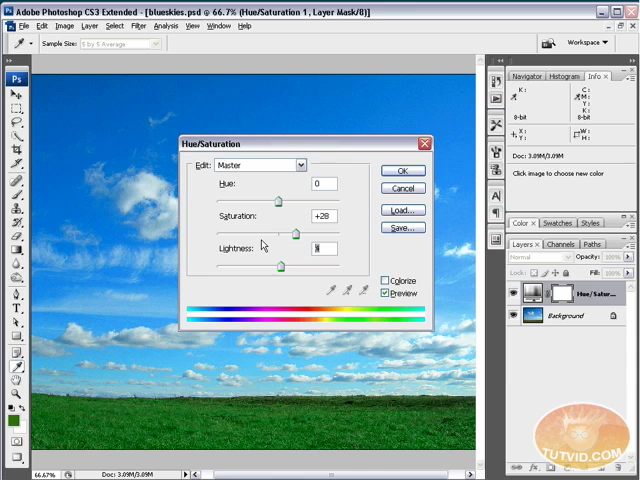 Adobe Photoshop CS3 Extended - [blueskies.psd @ 66.7% (Hue/Saturation 1, Layer Mask/8)]
File Edit Image Layer Select Filter Analysis View Window Help
Sample Size: 5 by 5 Average
Workspace
Ps
Navigator Histogram Info
K: C:
M:
Y:
K:
8-bit 8-bit
X: W:
Y: H:
Doc: 3.09M/3.09M
Click image to choose new color
Color Swatches Styles
Layers Channels Paths
Normal Opacity: 100%
Lock: Fill: 100%
Hue/Satur...
Background
Hue/Saturation
Edit: Master
Hue: 0
Saturation: +28
Lightness:
OK
Cancel
Load...
Save...
Colorize
Preview
66.67% Doc: 3.09M/3.09M
TUTVID.COM